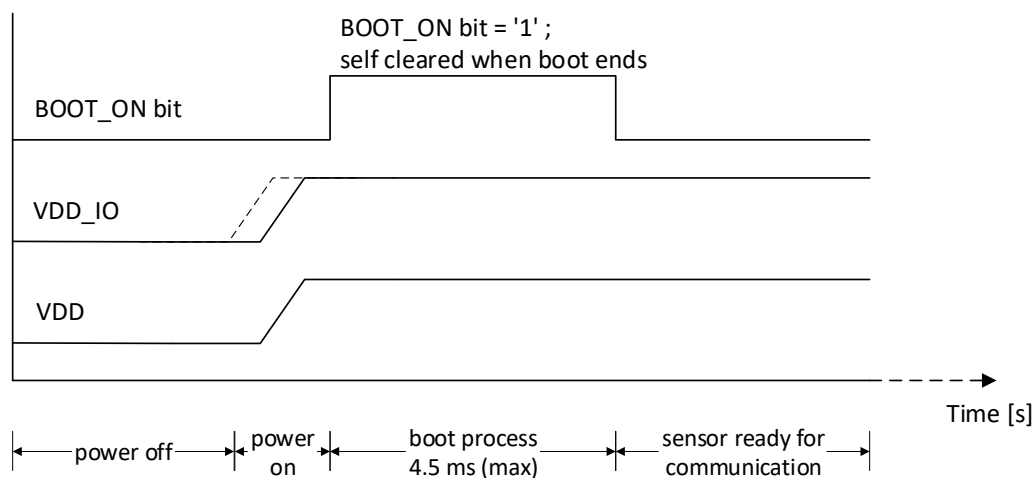 BOOT_ON bit = '1' ;
self cleared when boot ends
BOOT_ON bit
VDD_IO
VDD
Time [s]
power off
power
on
boot process
4.5 ms (max)
sensor ready for
communication